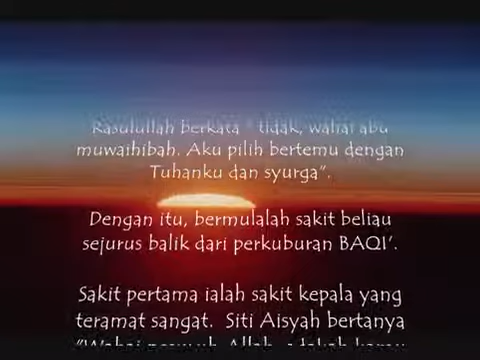 Rasulullah berkata " tidak, wahai abu
muwaihibah. Aku pilih bertemu dengan
Tuhanku dan syurga".
Dengan itu, bermulalah sakit beliau
sejurus balik dari perkuburan BAQI'.
Sakit pertama ialah sakit kepala yang
teramat sangat. Siti Aisyah bertanya